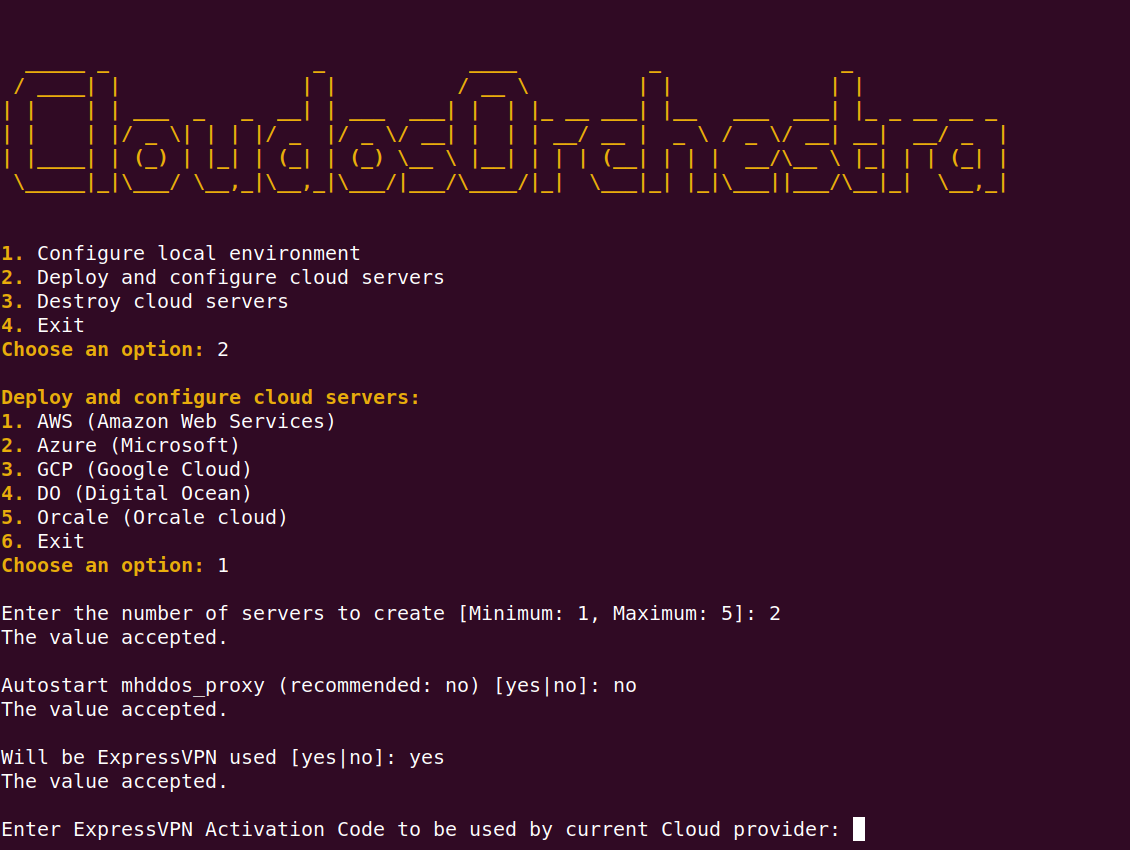 CloudosOrchestra
1. Configure local environment
2. Deploy and configure cloud servers
3. Destroy cloud servers
4. Exit
Choose an option: 2
Deploy and configure cloud servers:
1. AWS (Amazon Web Services)
2. Azure (Microsoft)
3. GCP (Google Cloud)
4. DO (Digital Ocean)
5. Orcale (Orcale cloud)
6. Exit
Choose an option: 1
Enter the number of servers to create [Minimum: 1, Maximum: 5]: 2
The value accepted.
Autostart mhddos_proxy (recommended: no) [yes|no]: no
The value accepted.
Will be ExpressVPN used [yes|no]: yes
The value accepted.
Enter ExpressVPN Activation Code to be used by current Cloud provider: